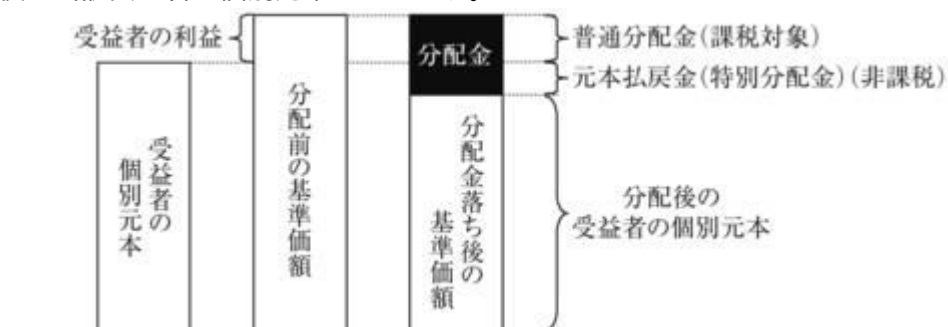 受益者の利益
分配金
普通分配金(課税対象)
元本払戻金(特別分配金)(非課税)
受益者の
個別元本
分配前の基準価額
分配金落ち後の
基準価額
分配後の
受益者の個別元本